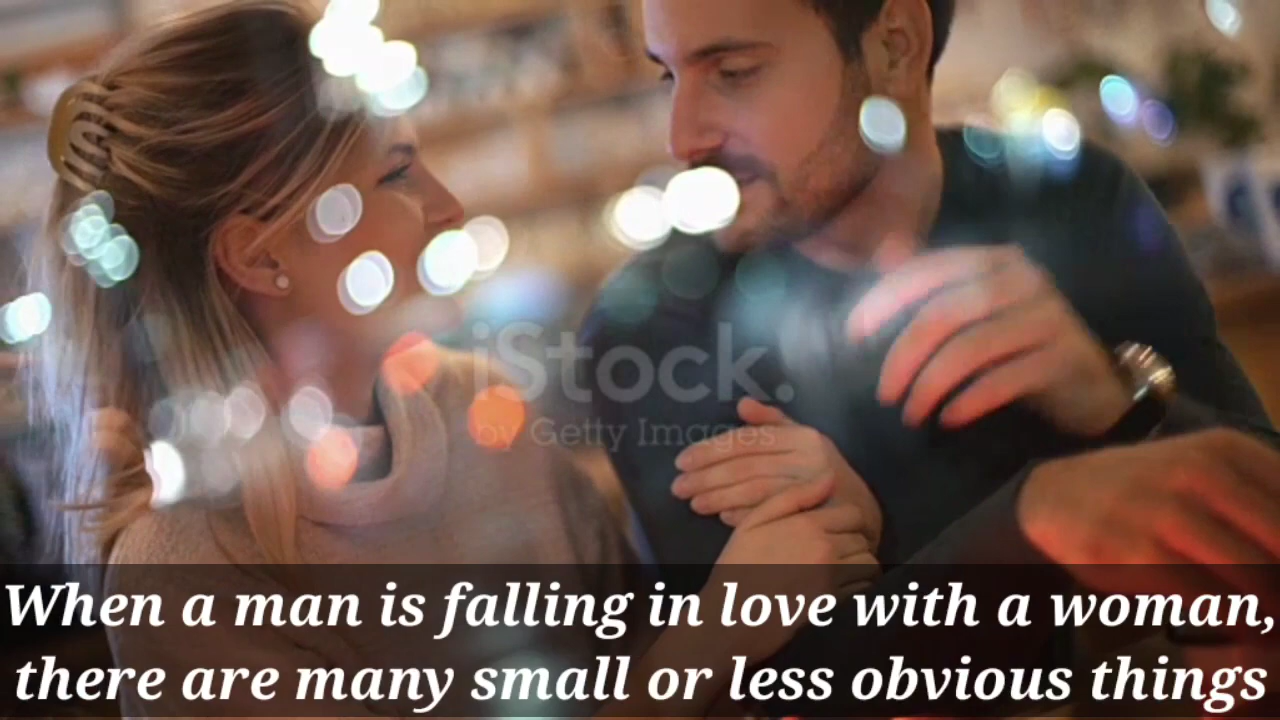 iStock.
by Getty Images
When a man is falling in love with a woman,
there are many small or less obvious things